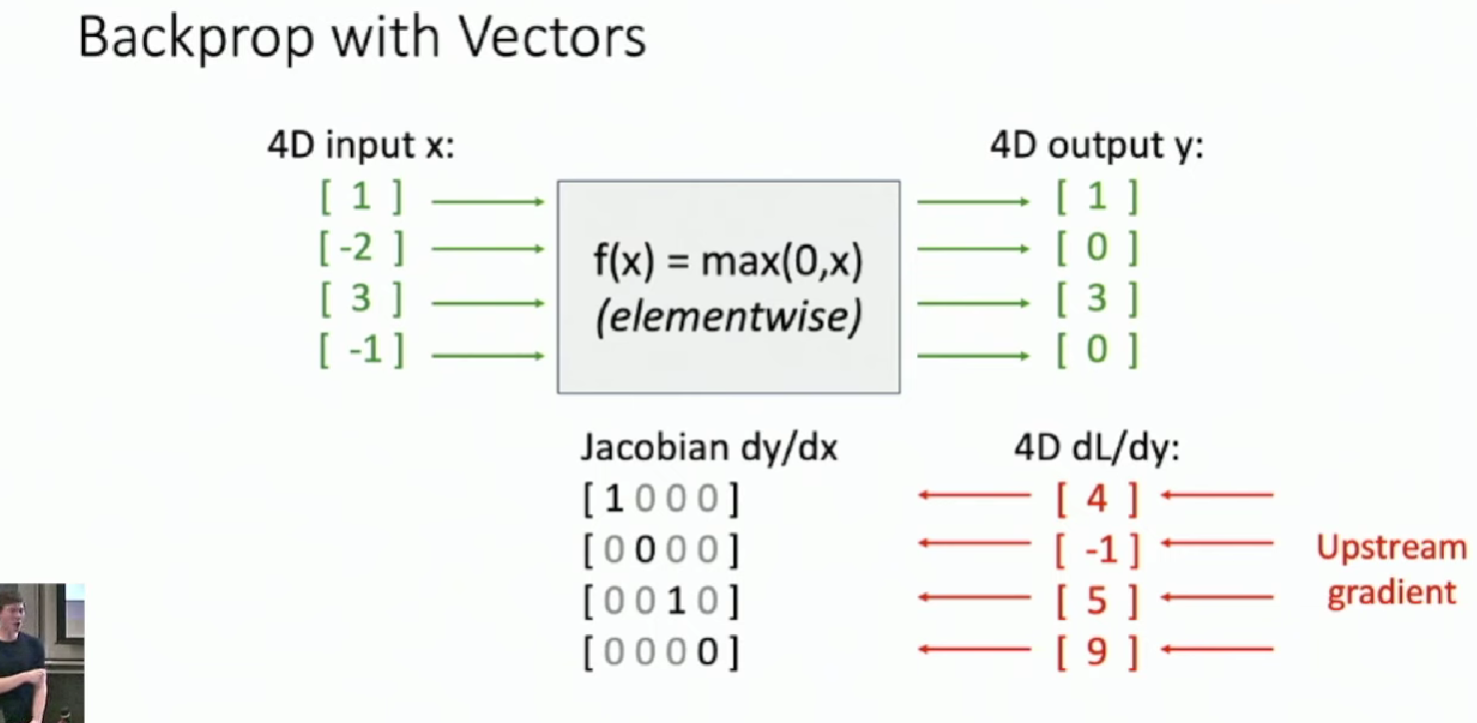 Backprop with Vectors
4D input x:
[ 1 ]
[ -2 ]
[ 3 ]
[ -1 ]
f(x) = max(0,x)
(elementwise)
4D output y:
[ 1 ]
[ 0 ]
[ 3 ]
[ 0 ]
Jacobian dy/dx
[ 1 0 0 0 ]
[ 0 0 0 0 ]
[ 0 0 1 0 ]
[ 0 0 0 0 ]
4D dL/dy:
[ 4 ]
[ -1 ]
[ 5 ]
[ 9 ]
Upstream
gradient